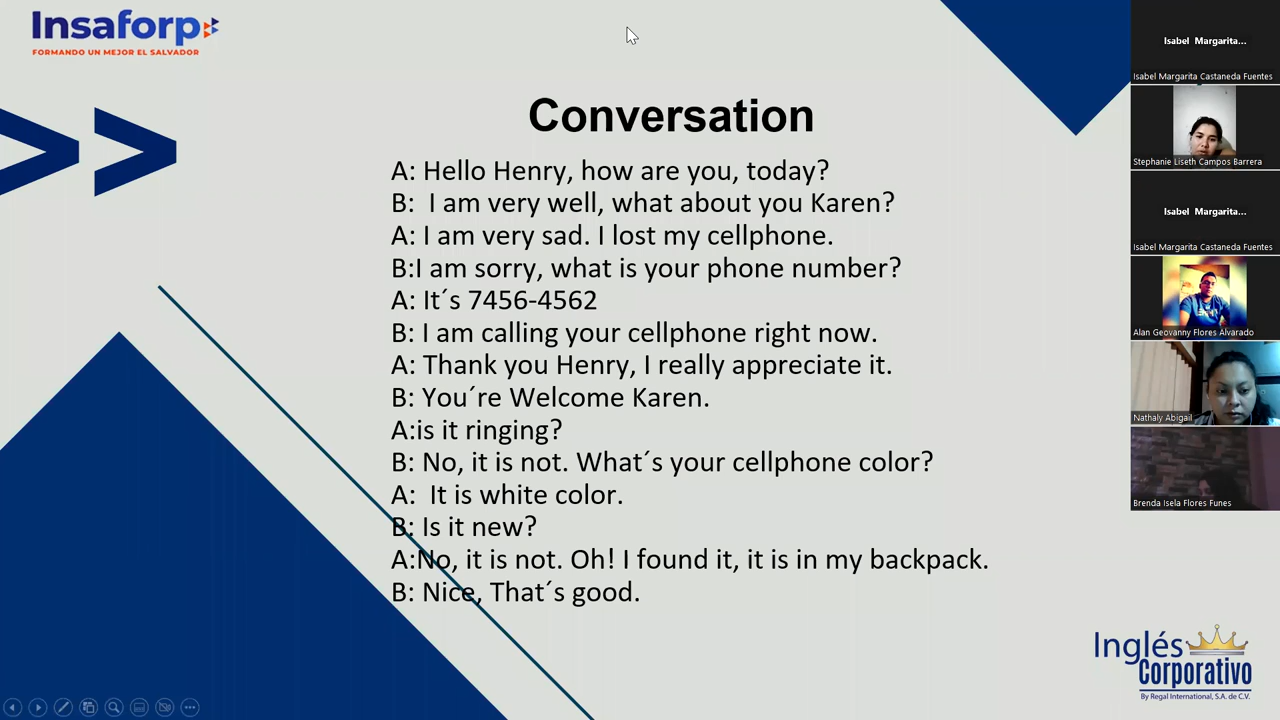 Insaforp
FORMANDO UN MEJOR EL SALVADOR
Conversation
A: Hello Henry, how are you, today?
B:  I am very well, what about you Karen?
A: I am very sad. I lost my cellphone.
B:I am sorry, what is your phone number?
A: It´s 7456-4562
B: I am calling your cellphone right now.
A: Thank you Henry, I really appreciate it.
B: You´re Welcome Karen.
A:is it ringing?
B: No, it is not. What´s your cellphone color?
A:  It is white color.
B: Is it new?
A:No, it is not. Oh! I found it, it is in my backpack.
B: Nice, That´s good.
Inglés
Corporativo
By Regal International, S.A. de C.V.
Isabel Margarita...
Isabel Margarita Castaneda Fuentes
Stephanie Liseth Campos Barrera
Isabel Margarita...
Isabel Margarita Castaneda Fuentes
Alan Geovanny Flores Alvarado
Nathaly Abigail
Brenda Isela Flores Funes